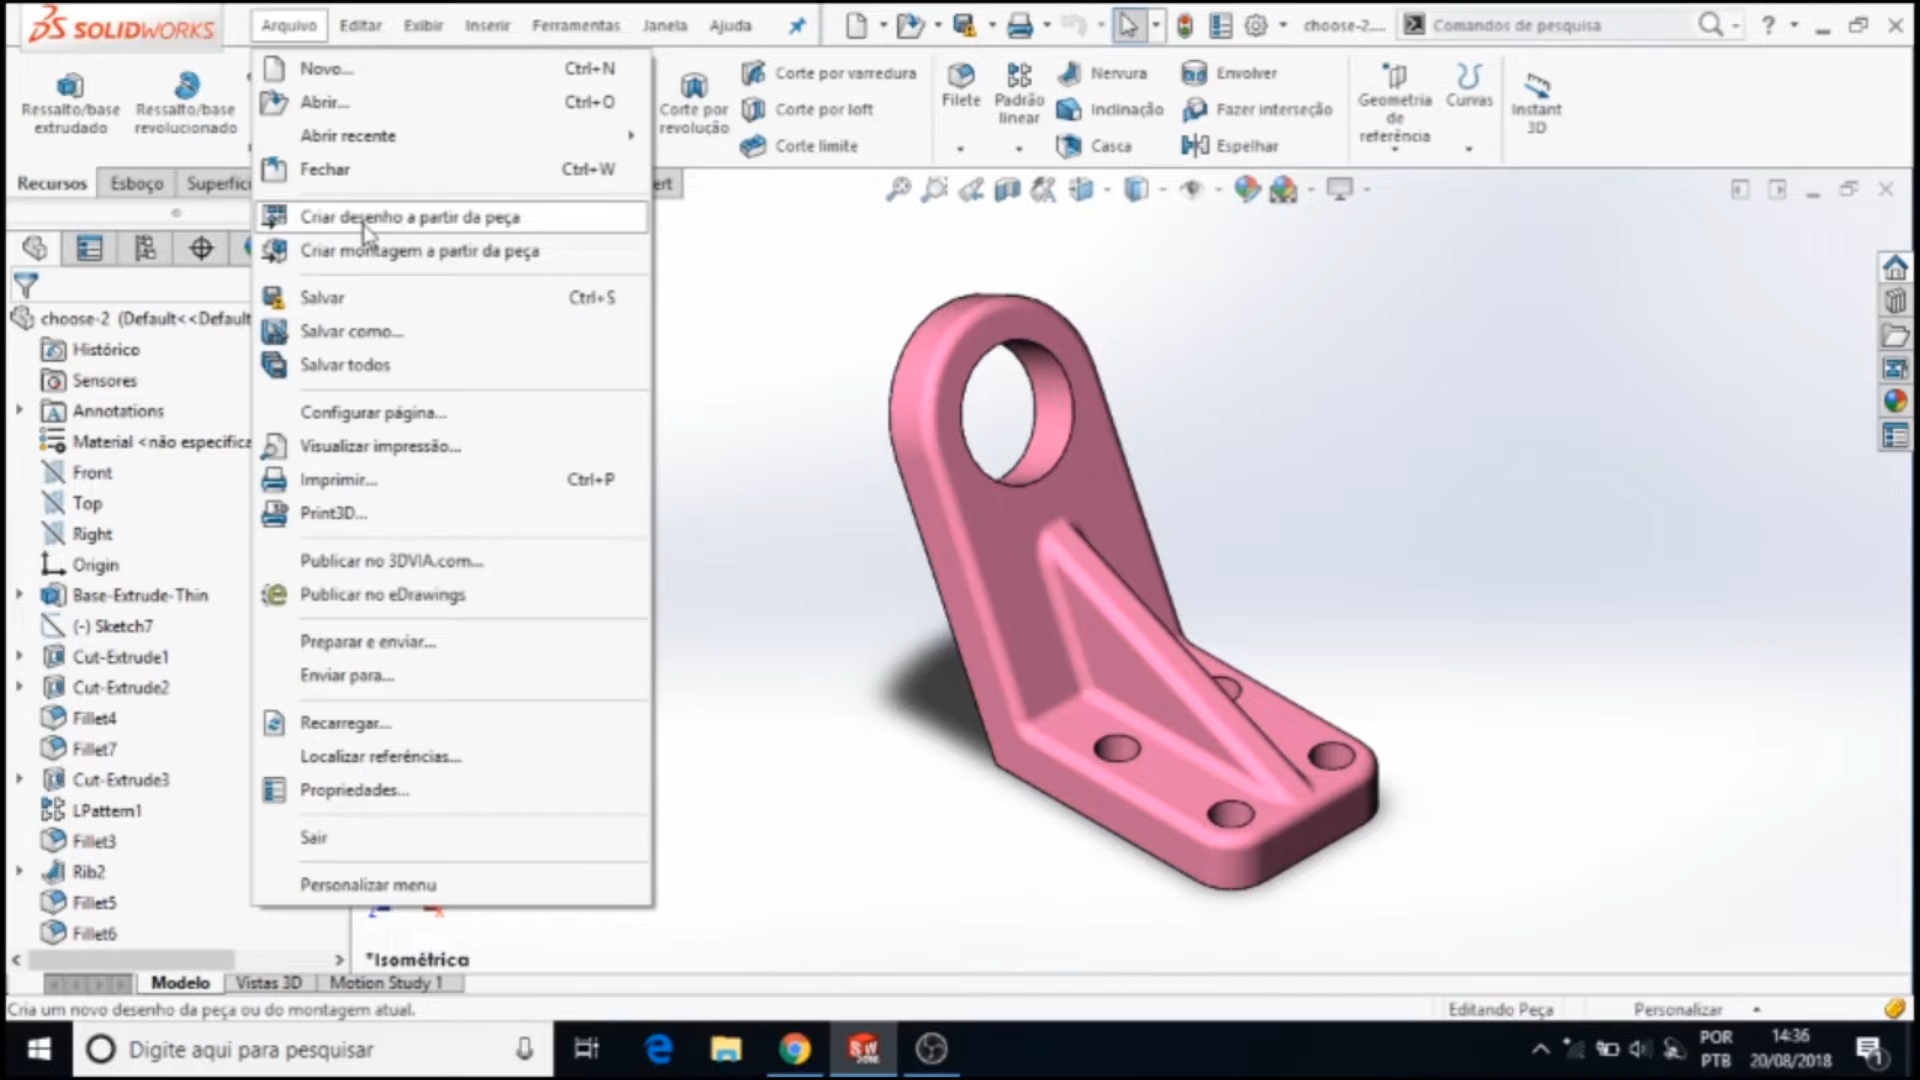 SOLIDWORKS
Arquivo Editar Exibir Inserir Ferramentas Janela Ajuda
choose-2.... Comandos de pesquisa ?
Ressalto/base
extrudado
Ressalto/base
revolucionado
Corte por
revolução
Corte por varredura
Corte por loft
Corte limite
Filete
Padrão
linear
Nervura
Inclinação
Casca
Envolver
Fazer interseção
Espelhar
Geometria
de
referência
Curvas
Instant
3D
Recursos Esboço Superfíci ert
Novo... Ctrl+N
Abrir... Ctrl+O
Abrir recente
Fechar Ctrl+W
Criar desenho a partir da peça
Criar montagem a partir da peça
Salvar Ctrl+S
Salvar como...
Salvar todos
Configurar página...
Visualizar impressão...
Imprimir... Ctrl+P
Print3D...
Publicar no 3DVIA.com...
Publicar no eDrawings
Preparar e enviar...
Enviar para...
Recarregar...
Localizar referências...
Propriedades...
Sair
Personalizar menu
choose-2 (Default<<Default
Histórico
Sensores
Annotations
Material <não especifica
Front
Top
Right
Origin
Base-Extrude-Thin
(-) Sketch7
Cut-Extrude1
Cut-Extrude2
Fillet4
Fillet7
Cut-Extrude3
LPattern1
Fillet3
Rib2
Fillet5
Fillet6
*Isométrica
Modelo Vistas 3D Motion Study 1
Cria um novo desenho da peça ou do montagem atual.
Editando Peça Personalizar
Digite aqui para pesquisar
SW
2016
POR
PTB
14:36
20/08/2018
1